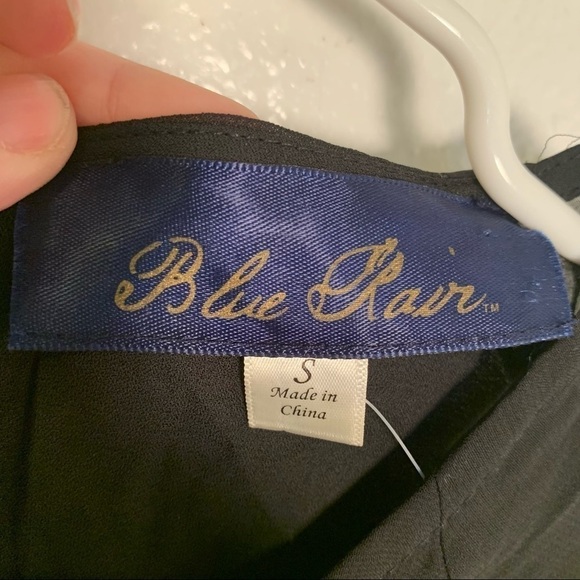 Blue Rain™
S
Made in
China